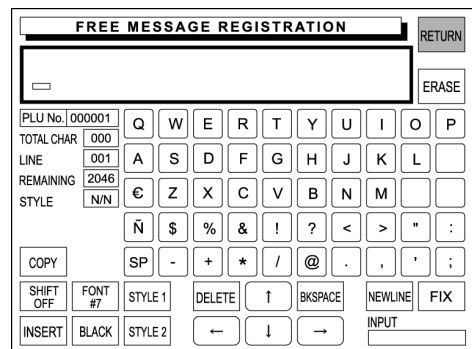 FREE MESSAGE REGISTRATION
RETURN
ERASE
PLU No. 000001
TOTAL CHAR 000
LINE 001
REMAINING 2046
STYLE N/N
Q W E R T Y U I O P
A S D F G H J K L
€ Z X C V B N M
Ñ $ % & ! ? < > " :
COPY SP - + * / @ . , ' ;
SHIFT OFF FONT #7 STYLE 1 DELETE ↑ BKSPACE NEWLINE FIX
INSERT BLACK STYLE 2 ← ↓ → INPUT